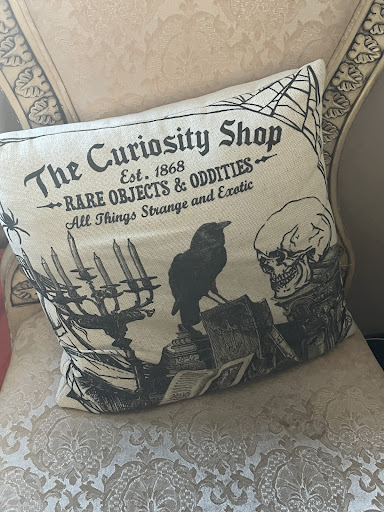 The Curiosity Shop
Est. 1868
RARE OBJECTS & ODDITIES
All Things Strange and Exotic